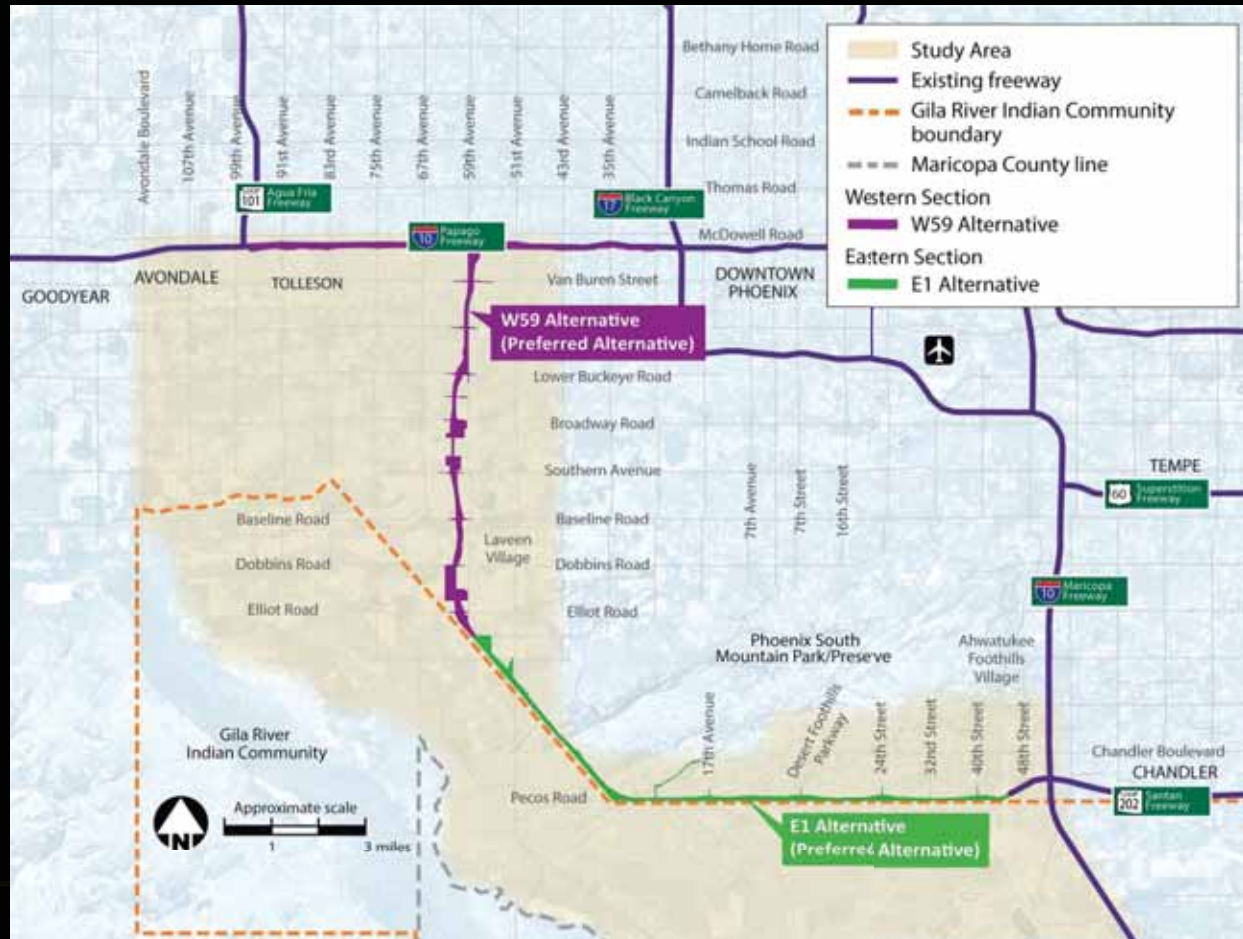 Study Area
Existing freeway
Gila River Indian Community
boundary
Maricopa County line
Western Section
W59 Alternative
Eastern Section
E1 Alternative
Bethany Home Road
Camelback Road
Indian School Road
Thomas Road
McDowell Road
Avondale Boulevard
107th Avenue
99th Avenue
91st Avenue
83rd Avenue
75th Avenue
67th Avenue
59th Avenue
51st Avenue
43rd Avenue
35th Avenue
LOOP
101
Agua Fria
Freeway
17
Black Canyon
Freeway
10
Papago
Freeway
GOODYEAR
AVONDALE
TOLLESON
Van Buren Street
DOWNTOWN
PHOENIX
W59 Alternative
(Preferred Alternative)
Lower Buckeye Road
Broadway Road
Southern Avenue
Baseline Road
Dobbins Road
Elliot Road
Laveen
Village
Baseline Road
Dobbins Road
Elliot Road
7th Avenue
7th Street
16th Street
TEMPE
60
Superstition
Freeway
10
Maricopa
Freeway
Phoenix South
Mountain Park/Preserve
Ahwatukee
Foothills
Village
Gila River
Indian Community
17th Avenue
Desert Foothills
Parkway
24th Street
32nd Street
40th Street
48th Street
Chandler Boulevard
CHANDLER
LOOP
202
Santan
Freeway
Pecos Road
E1 Alternative
(Preferred Alternative)
N
Approximate scale
1
3 miles